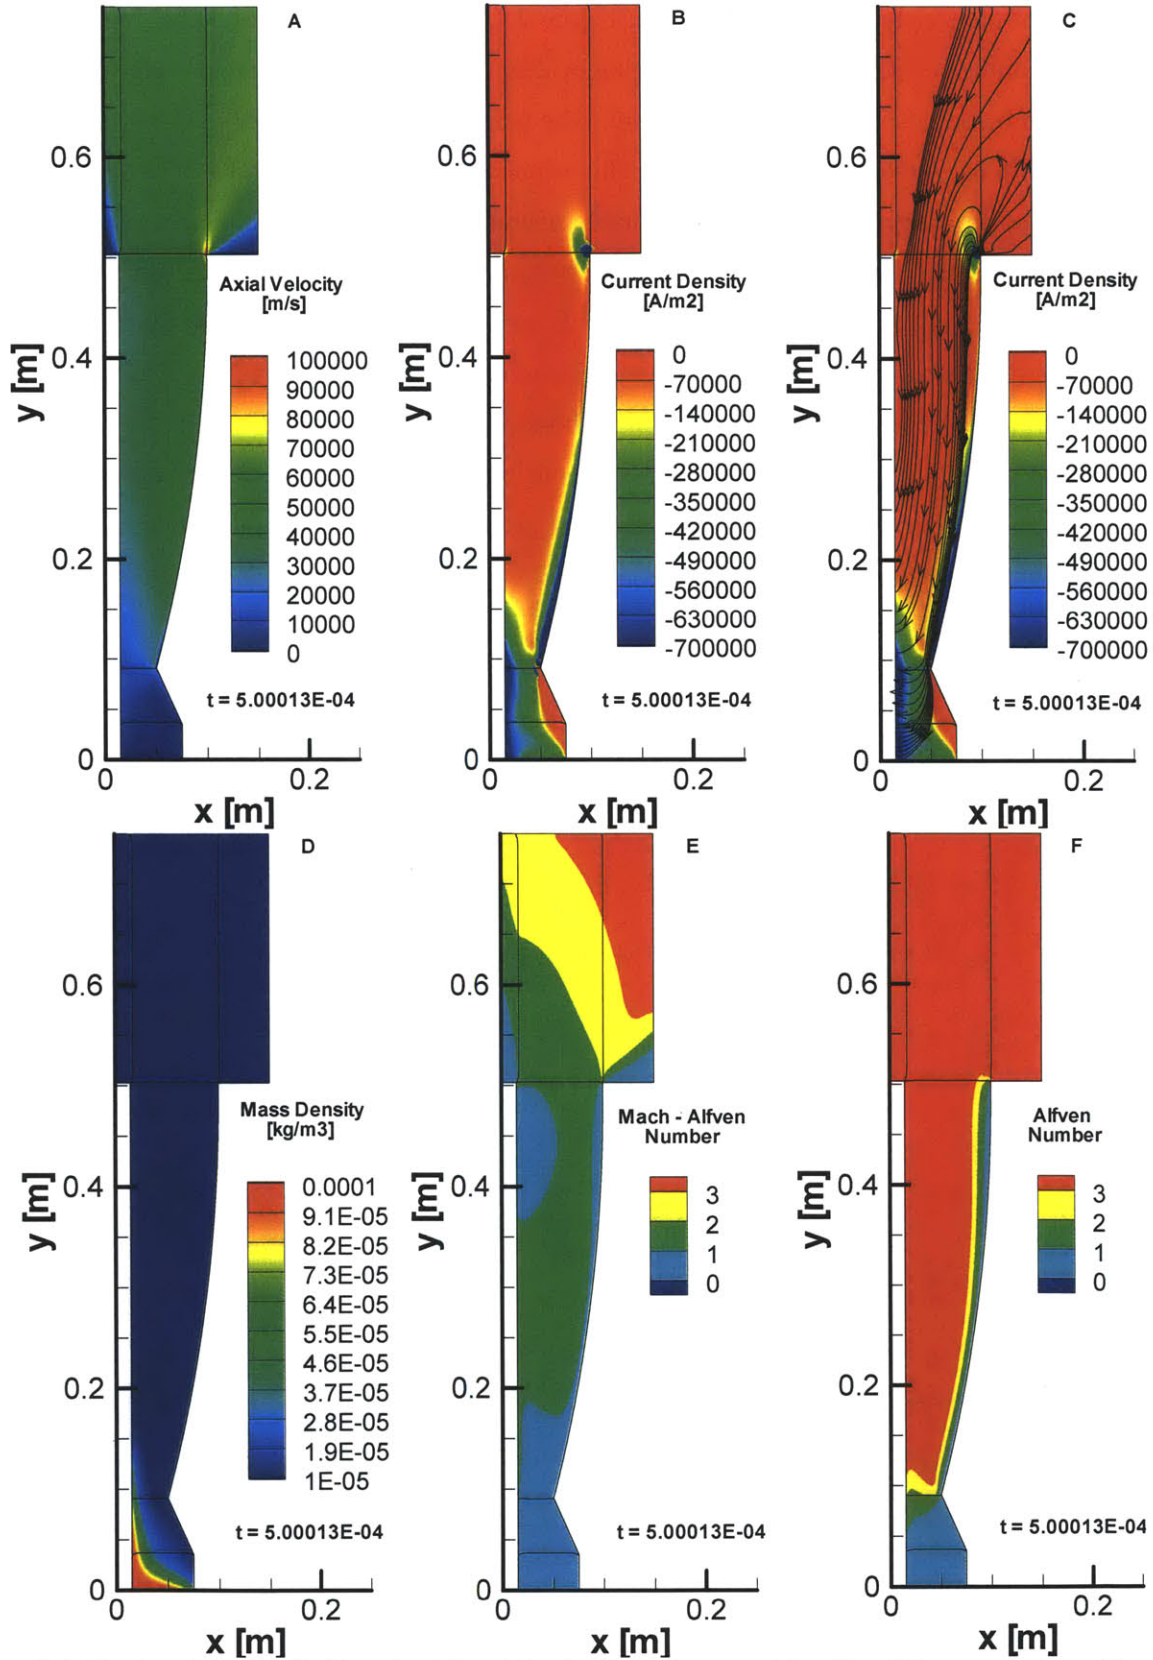 A
0.6
0.4
0.2
0
y [m]
0
0.2
x [m]
Axial Velocity
[m/s]
100000
90000
80000
70000
60000
50000
40000
30000
20000
10000
0
t = 5.00013E-04
B
0.6
0.4
0.2
0
y [m]
0
0.2
x [m]
Current Density
[A/m2]
0
-70000
-140000
-210000
-280000
-350000
-420000
-490000
-560000
-630000
-700000
t = 5.00013E-04
C
0.6
0.4
0.2
0
y [m]
0
0.2
x [m]
Current Density
[A/m2]
0
-70000
-140000
-210000
-280000
-350000
-420000
-490000
-560000
-630000
-700000
t = 5.00013E-04
D
0.6
0.4
0.2
0
y [m]
0
0.2
x [m]
Mass Density
[kg/m3]
0.0001
9.1E-05
8.2E-05
7.3E-05
6.4E-05
5.5E-05
4.6E-05
3.7E-05
2.8E-05
1.9E-05
1E-05
t = 5.00013E-04
E
0.6
0.4
0.2
0
y [m]
0
0.2
x [m]
Mach - Alfven
Number
3
2
1
0
t = 5.00013E-04
F
0.6
0.4
0.2
0
y [m]
0
0.2
x [m]
Alfven
Number
3
2
1
0
t = 5.00013E-04